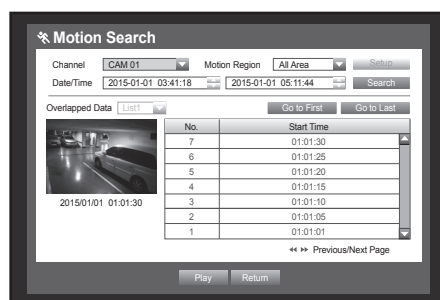 Motion Search
Channel CAM 01 Motion Region All Area Setup
Date/Time 2015-01-01 03:41:18 2015-01-01 05:11:44 Search
Overlapped Data List1 Go to First Go to Last
No. Start Time
7 01:01:30
6 01:01:25
5 01:01:20
4 01:01:15
3 01:01:10
2 01:01:05
1 01:01:01
2015/01/01 01:01:30
Previous/Next Page
Play Return